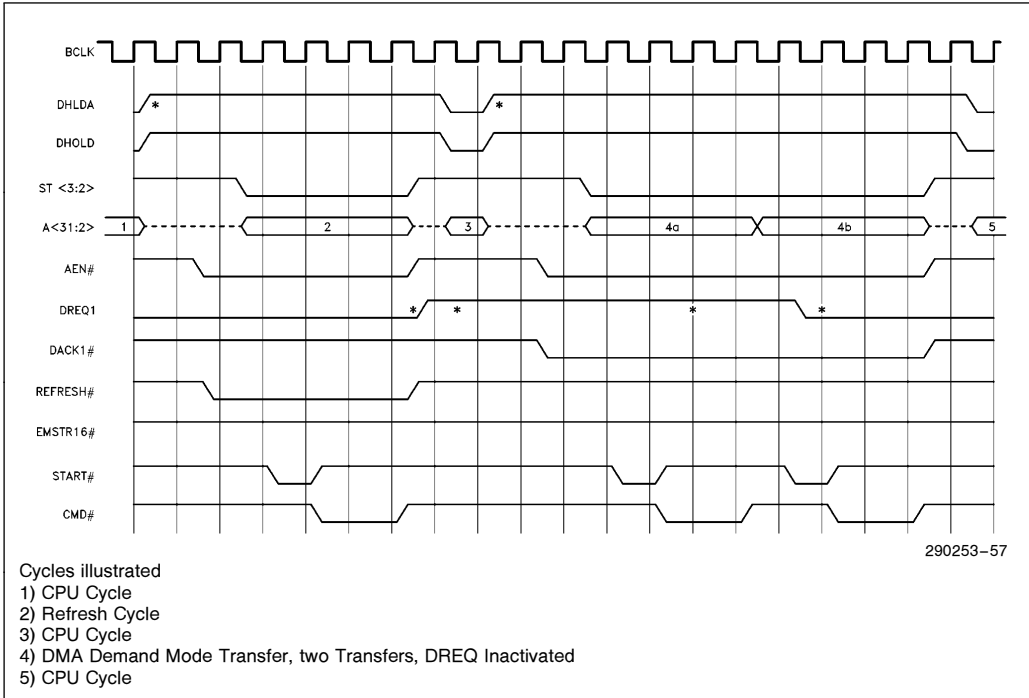 BCLK
DHLDA * *
DHOLD
ST <3:2>
A<31:2> 1 2 3 4a 4b 5
AEN#
DREQ1 * * * *
DACK1#
REFRESH#
EMSTR16#
START#
CMD#
290253–57
Cycles illustrated
1) CPU Cycle
2) Refresh Cycle
3) CPU Cycle
4) DMA Demand Mode Transfer, two Transfers, DREQ Inactivated
5) CPU Cycle